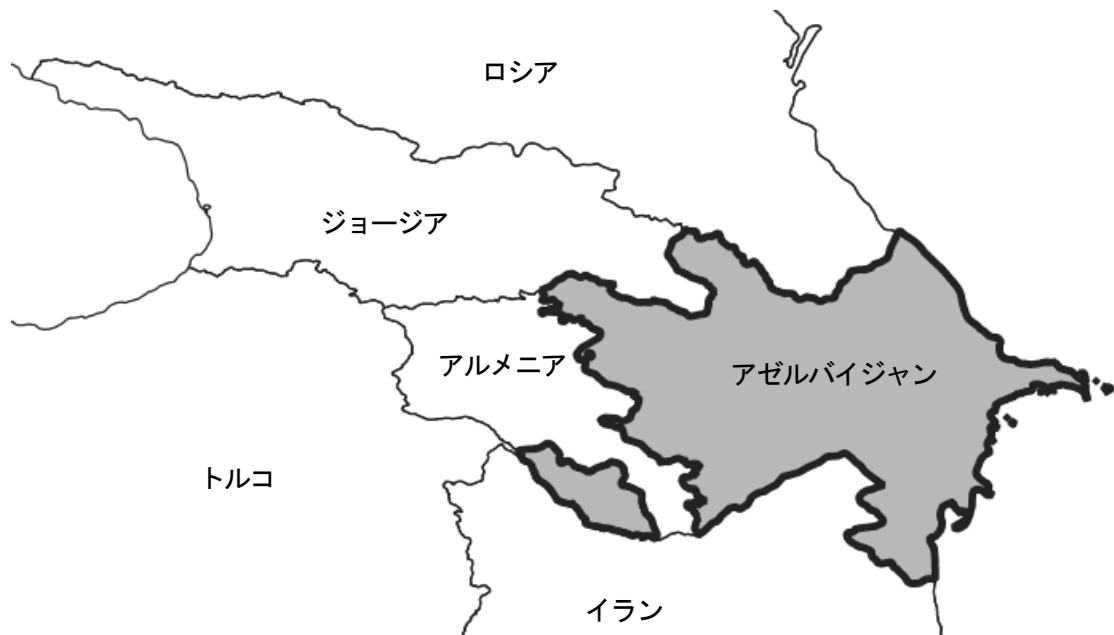 ロシア
ジョージア
アルメニア
アゼルバイジャン
トルコ
イラン